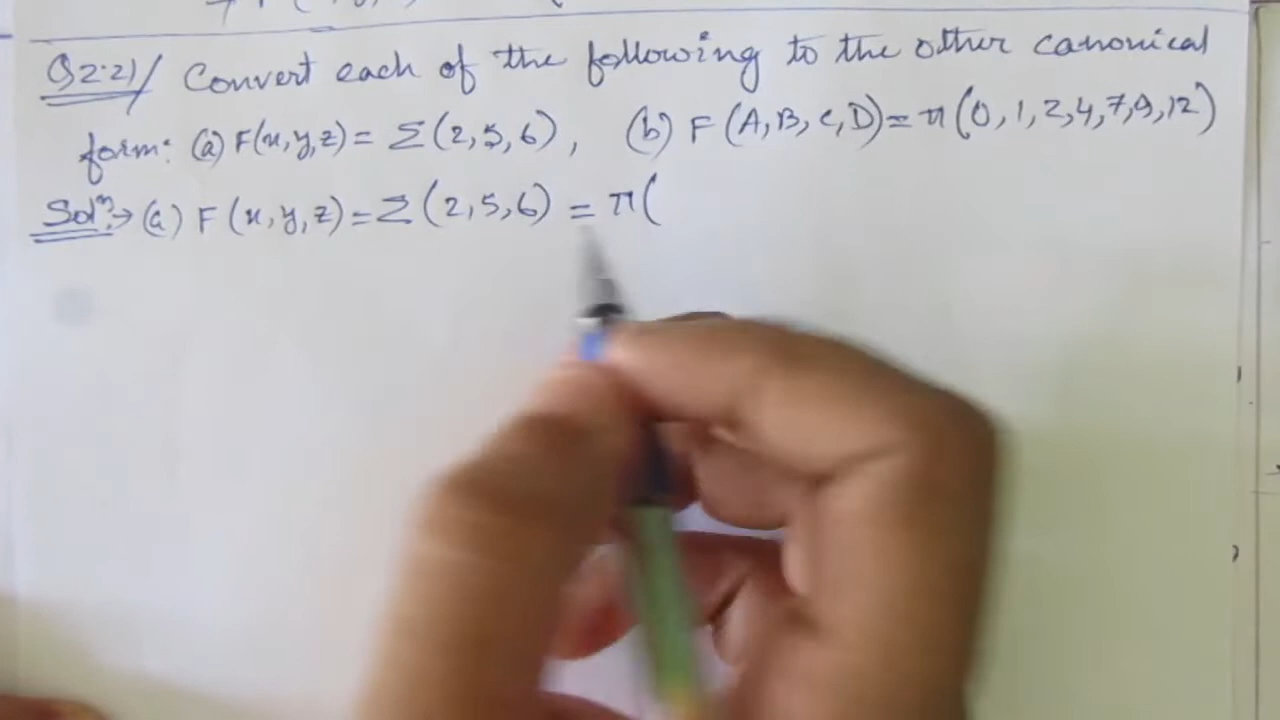 Q2.21/ Convert each of the following to the other canonical
form: (a) F(x,y,z) = Σ(2,5,6), (b) F(A,B,C,D) = π(0,1,2,4,7,9,12)
Solⁿ:→ (a) F(x,y,z) = Σ(2,5,6) = π(